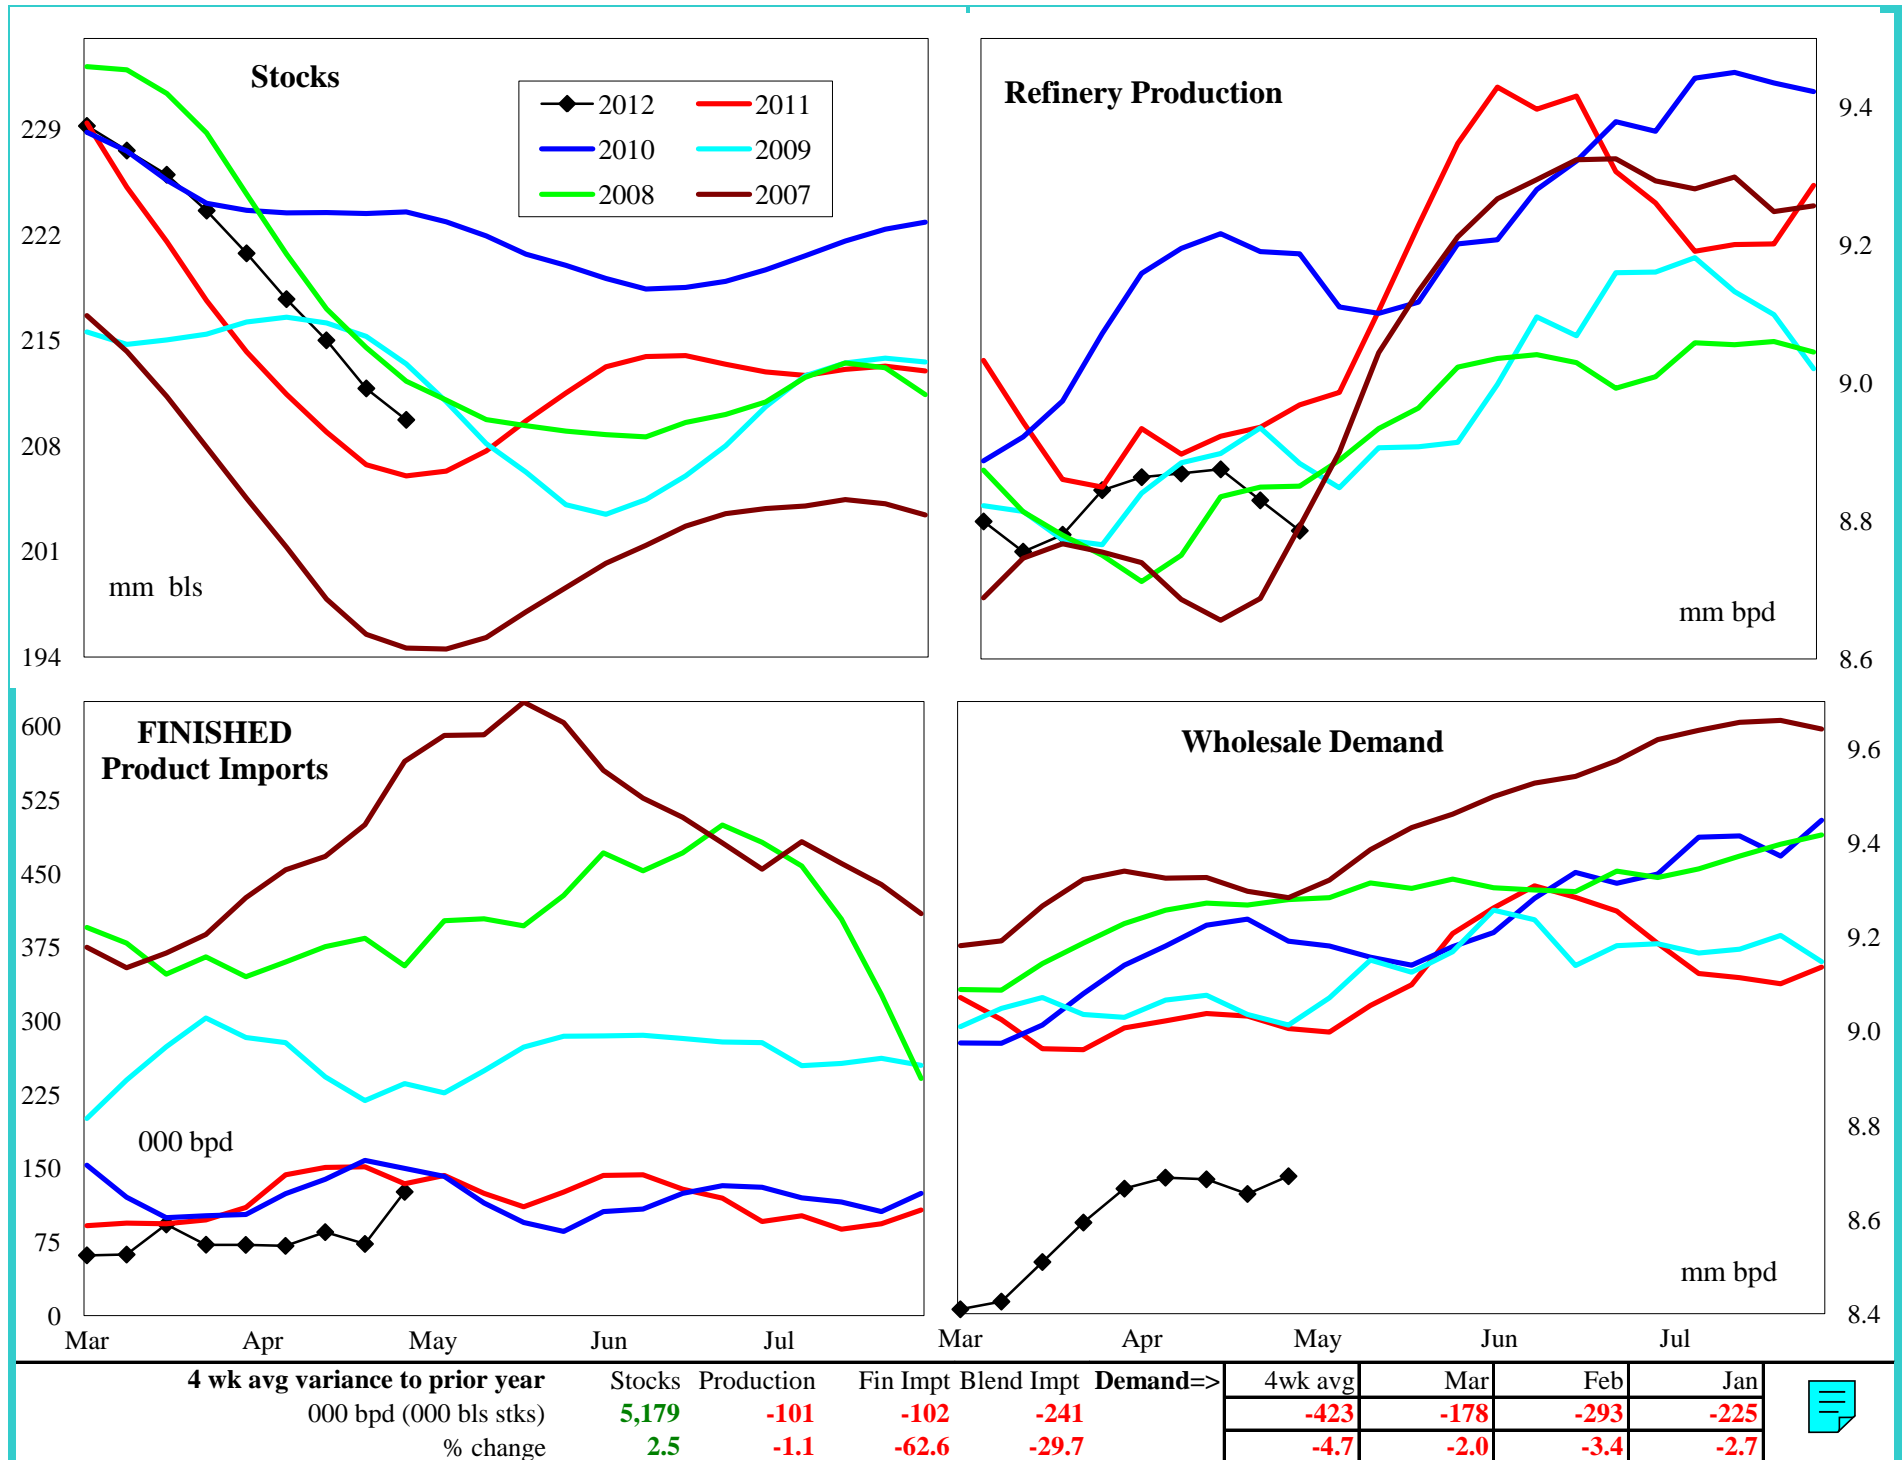 Stocks
2012
2011
2010
2009
2008
2007
229
222
215
208
201
194
mm bls
Refinery Production
9.4
9.2
9.0
8.8
8.6
mm bpd
FINISHED
Product Imports
600
525
450
375
300
225
150
75
0
000 bpd
Mar Apr May Jun Jul
Wholesale Demand
9.6
9.4
9.2
9.0
8.8
8.6
8.4
mm bpd
Mar Apr May Jun Jul
4 wk avg variance to prior year Stocks Production Fin Impt Blend Impt Demand=> 4wk avg Mar Feb Jan
000 bpd (000 bls stks) 5,179 -101 -102 -241 -423 -178 -293 -225
% change 2.5 -1.1 -62.6 -29.7 -4.7 -2.0 -3.4 -2.7